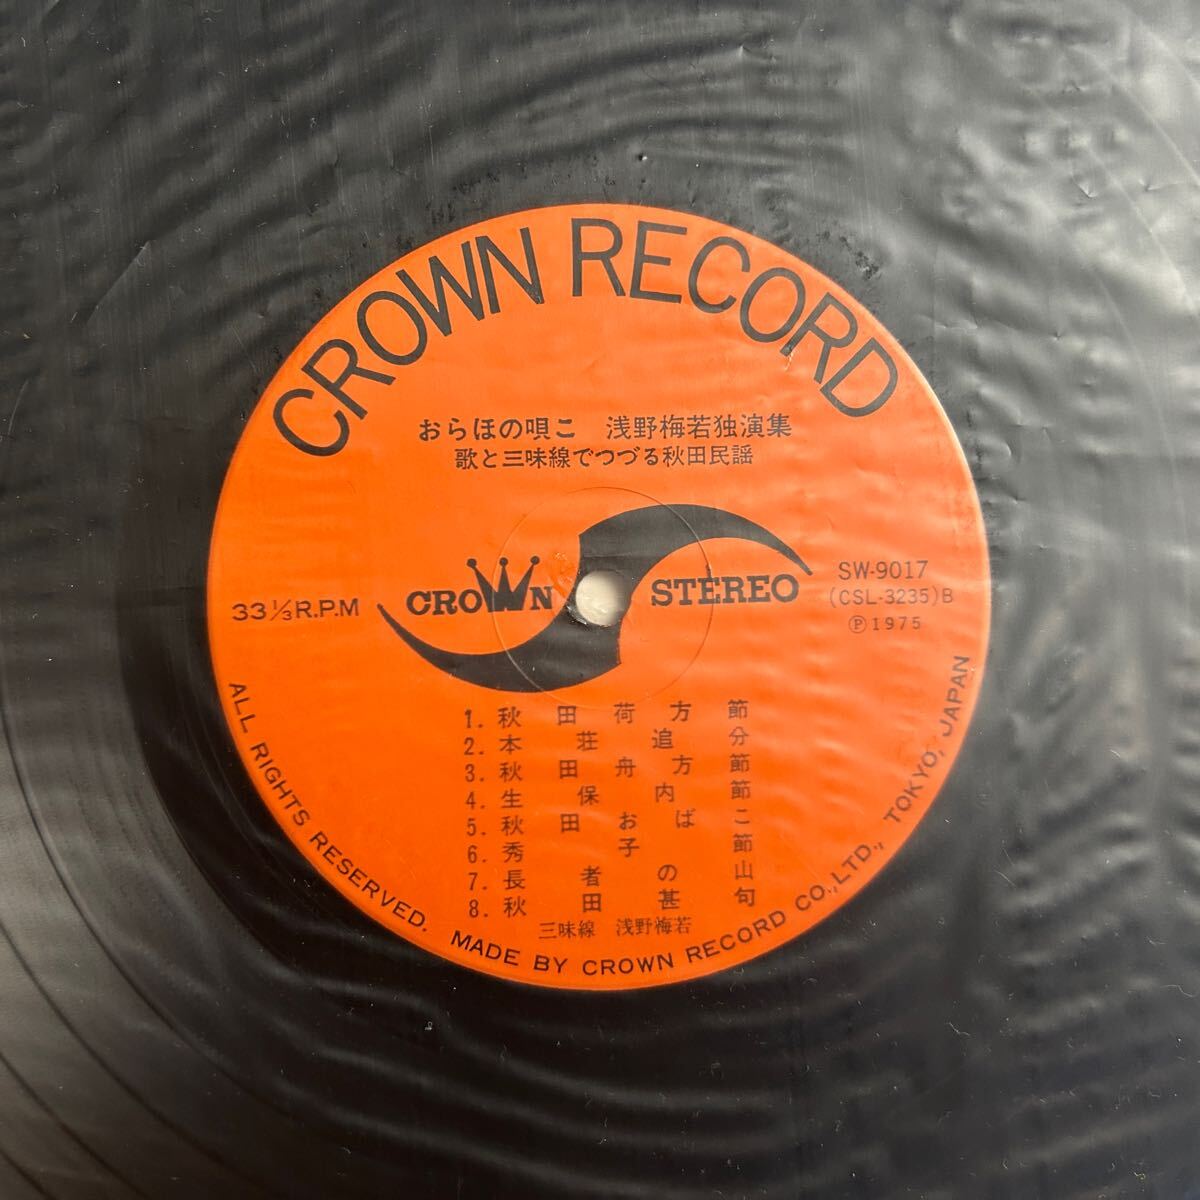 CROWN RECORD
おらほの唄こ 浅野梅若独演集
歌と三味線でつづる秋田民謡
33 1/3 R.P.M
CROWN
STEREO
SW-9017
(CSL-3235)B
Ⓟ1975
1. 秋田荷方節
2. 本荘追分
3. 秋田舟方節
4. 生保内節
5. 秋田おばこ
6. 秀子節
7. 長者の山
8. 秋田甚句
三味線 浅野梅若
ALL RIGHTS RESERVED. MADE BY CROWN RECORD CO.,LTD., TOKYO, JAPAN